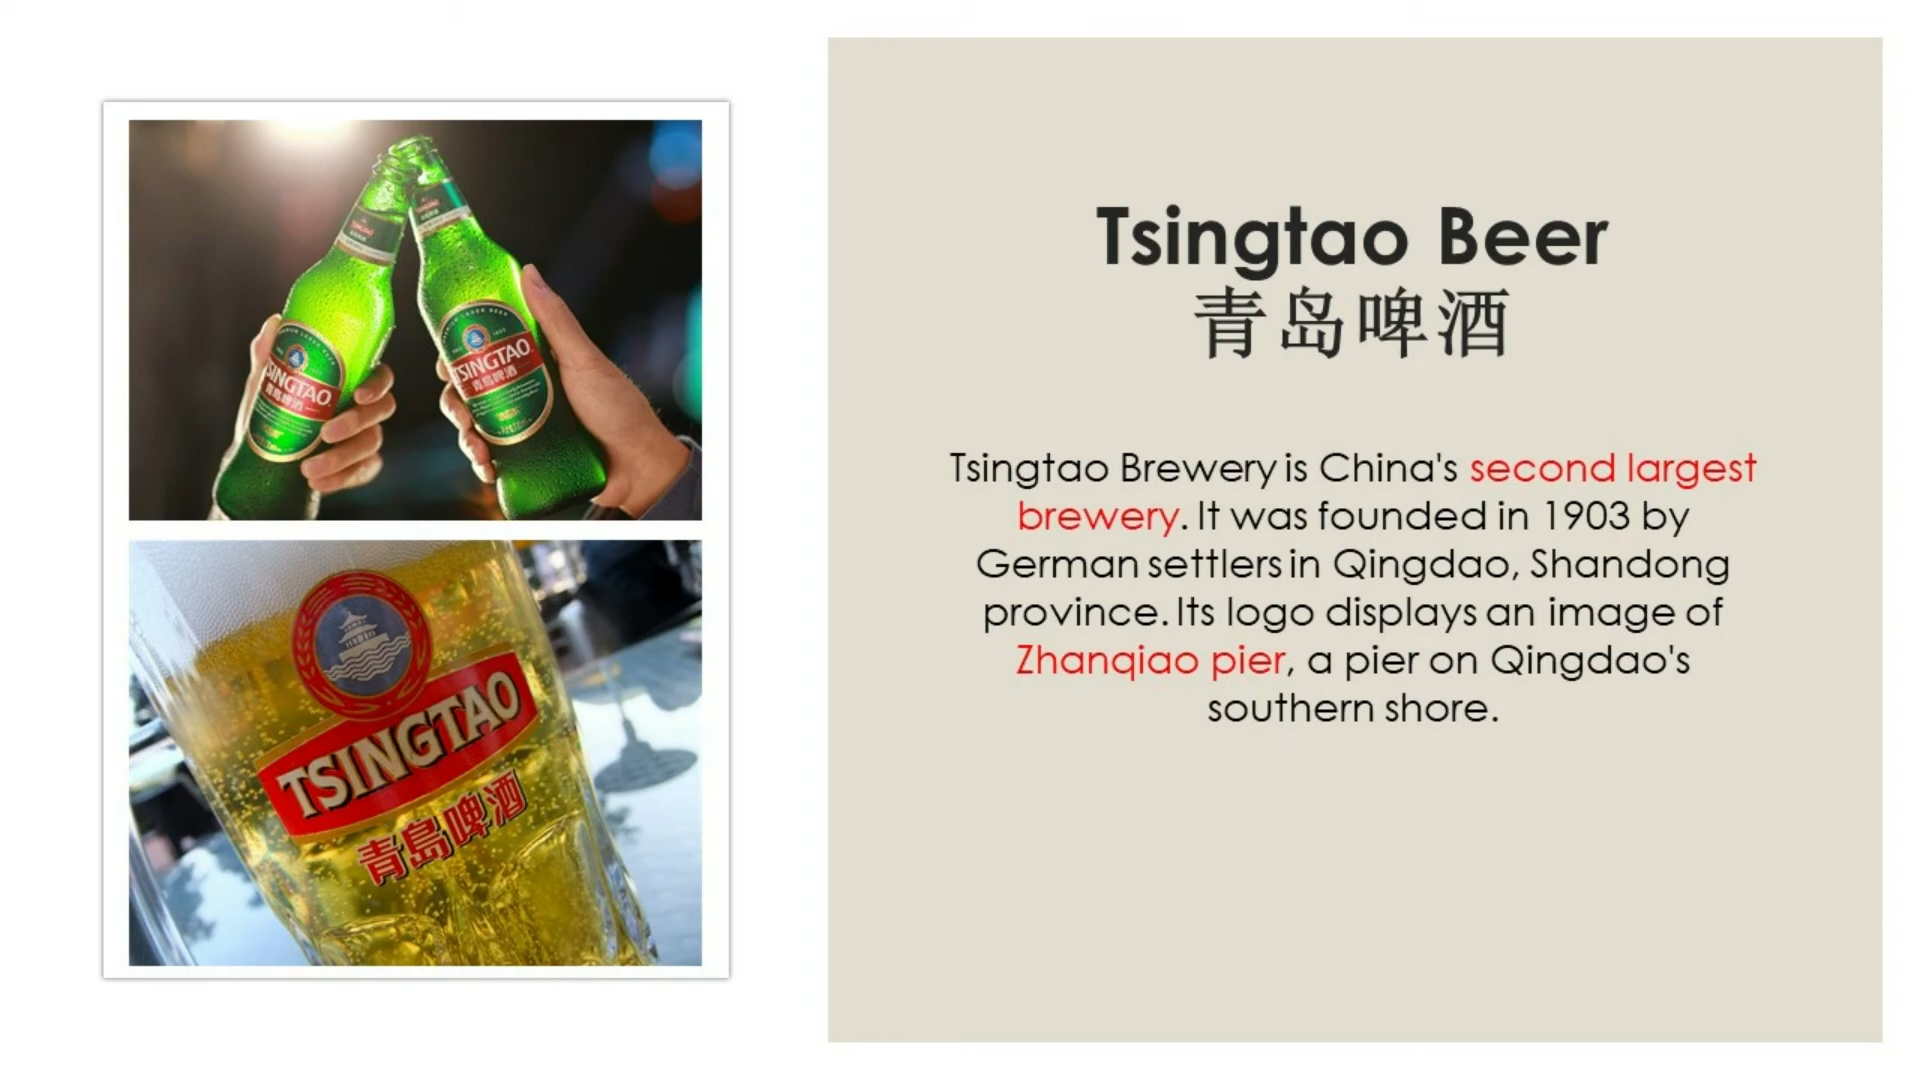 TSINGTAO
青島啤酒
TSINGTAO
青島啤酒
TSINGTAO
青島啤酒
Tsingtao Beer
青岛啤酒
Tsingtao Brewery is China's second largest
brewery. It was founded in 1903 by
German settlers in Qingdao, Shandong
province. Its logo displays an image of
Zhanqiao pier, a pier on Qingdao's
southern shore.